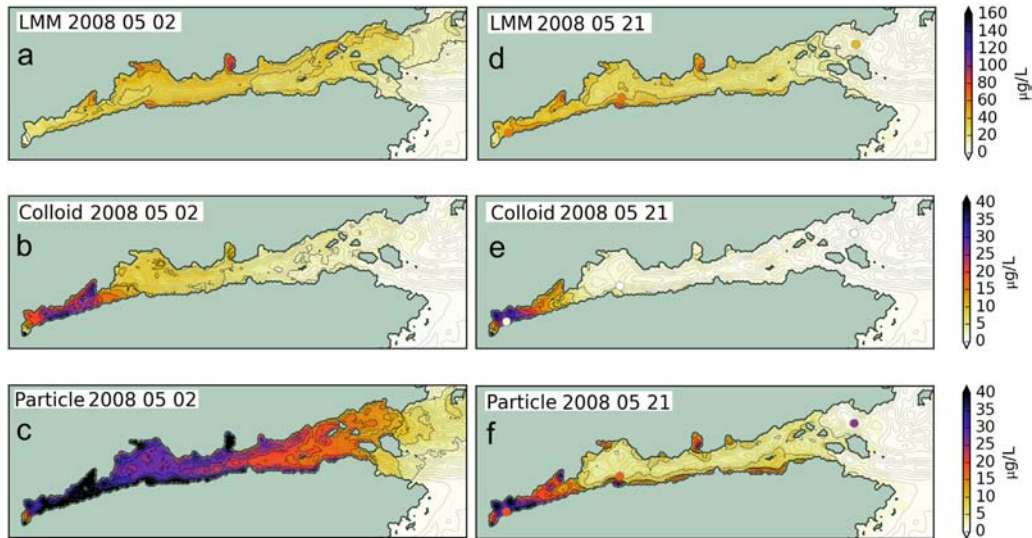 LMM 2008 05 02
a
LMM 2008 05 21
d
160
140
120
100
80
60
40
20
0
µg/L
Colloid 2008 05 02
b
Colloid 2008 05 21
e
40
35
30
25
20
15
10
5
0
µg/L
Particle 2008 05 02
c
Particle 2008 05 21
f
40
35
30
25
20
15
10
5
0
µg/L